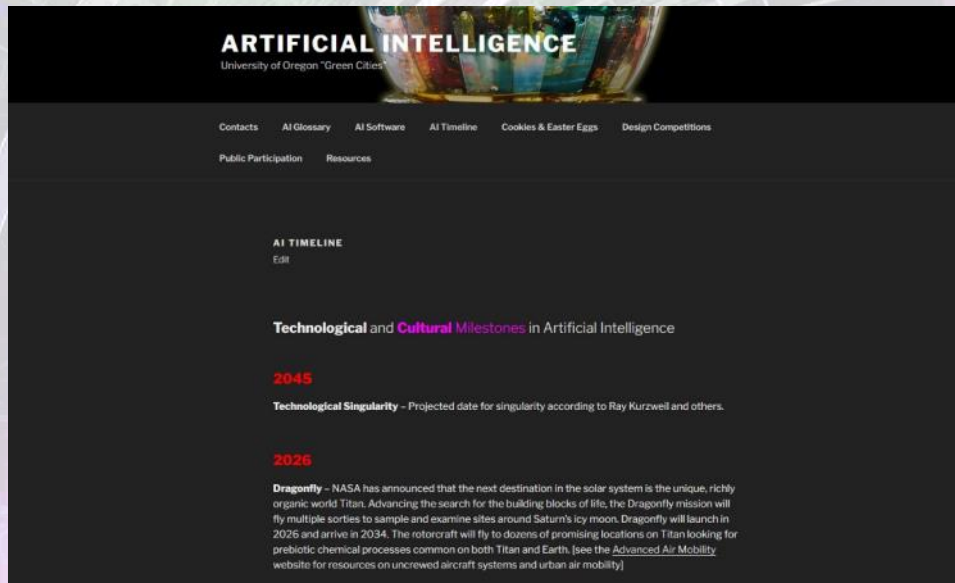 ARTIFICIAL INTELLIGENCE
University of Oregon "Green Cities"
Contacts AI Glossary AI Software AI Timeline Cookies & Easter Eggs Design Competitions
Public Participation Resources
AI TIMELINE
Edit
Technological and Cultural Milestones in Artificial Intelligence
2045
Technological Singularity – Projected date for singularity according to Ray Kurzweil and others.
2026
Dragonfly – NASA has announced that the next destination in the solar system is the unique, richly
organic world Titan. Advancing the search for the building blocks of life, the Dragonfly mission will
fly multiple sorties to sample and examine sites around Saturn's icy moon. Dragonfly will launch in
2026 and arrive in 2034. The rotorcraft will fly to dozens of promising locations on Titan looking for
prebiotic chemical processes common on both Titan and Earth. [see the Advanced Air Mobility
website for resources on uncrewed aircraft systems and urban air mobility]